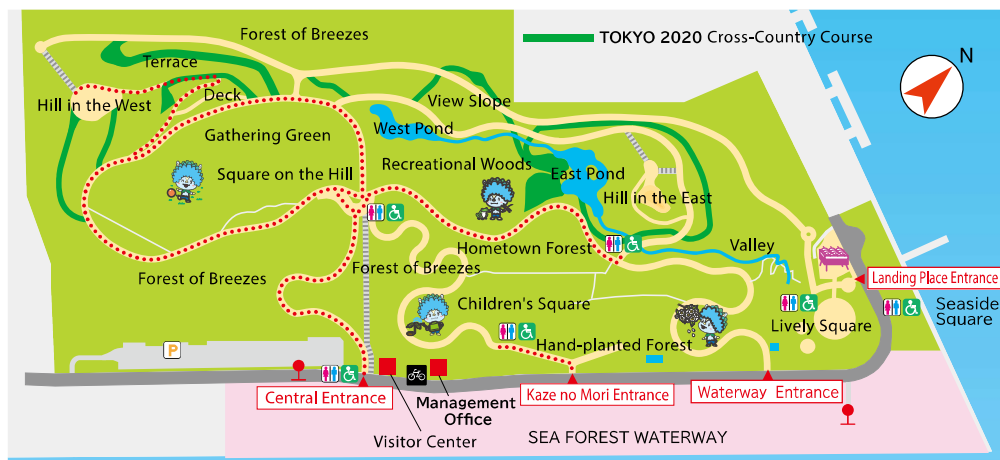 Forest of Breezes
TOKYO 2020 Cross-Country Course
N
Terrace
Hill in the West
Deck
View Slope
West Pond
Gathering Green
Recreational Woods
Square on the Hill
East Pond
Hill in the East
Hometown Forest
Valley
Forest of Breezes
Forest of Breezes
Landing Place Entrance
Children's Square
Seaside
Square
Lively Square
Hand-planted Forest
P
Central Entrance
Management
Office
Kaze no Mori Entrance
Waterway Entrance
Visitor Center
SEA FOREST WATERWAY